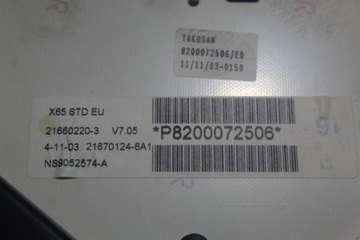 TAKOSAN
8200072506/E0
11/11/03-0150
X65 STD EU
21660220-3 V7.05
*P8200072506*
4-11-03 21670124-6A1
NS9052574-A
16
R